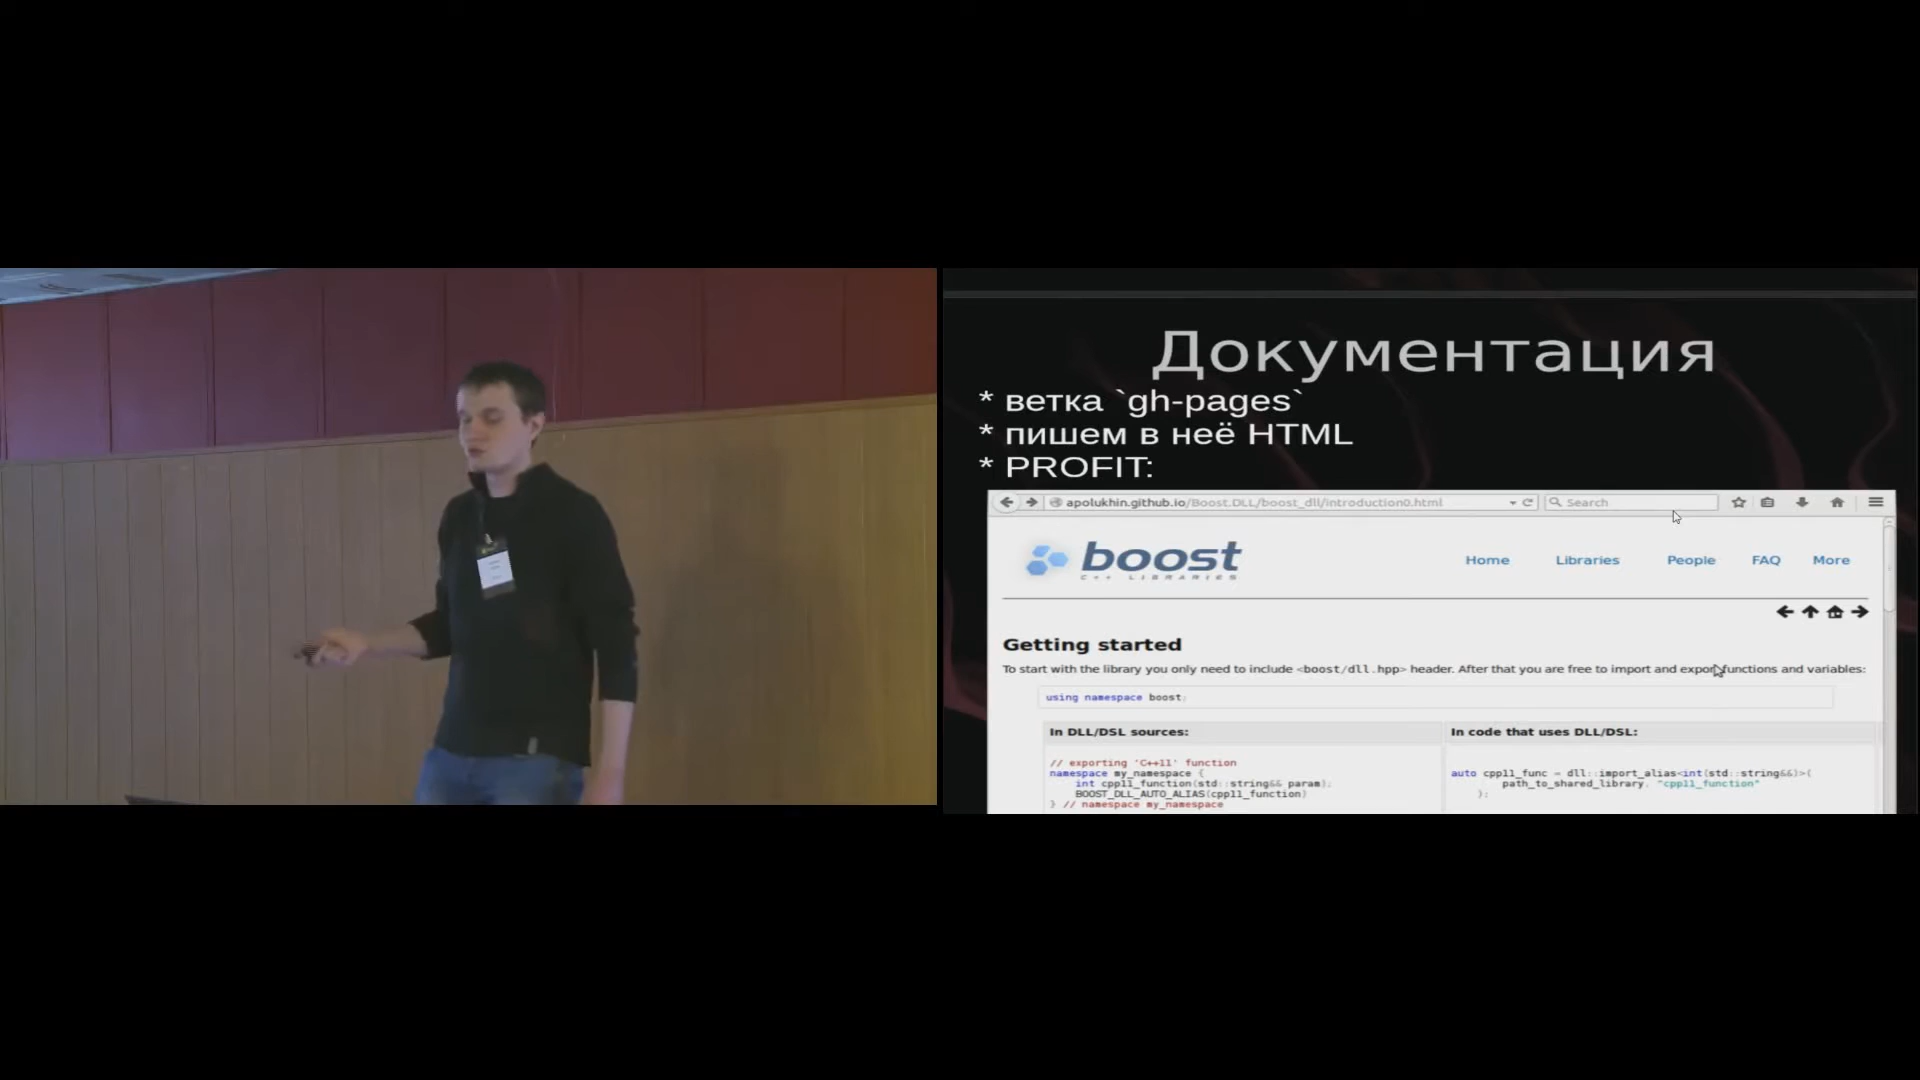 Документация
* ветка `gh-pages`
* пишем в неё HTML
* PROFIT:
apolukhin.github.io/Boost.DLL/boost_dll/introduction0.html
Search
boost
C++ LIBRARIES
Home Libraries People FAQ More
Getting started
To start with the library you only need to include <boost/dll.hpp> header. After that you are free to import and export functions and variables:
using namespace boost;
In DLL/DSL sources: In code that uses DLL/DSL:
// exporting 'C++11' function
namespace my_namespace {
int cpp11_function(std::string&& param);
BOOST_DLL_AUTO_ALIAS(cpp11_function)
} // namespace my_namespace
auto cpp11_func = dll::import_alias<int(std::string&&)>(
path_to_shared_library, "cpp11_function"
);